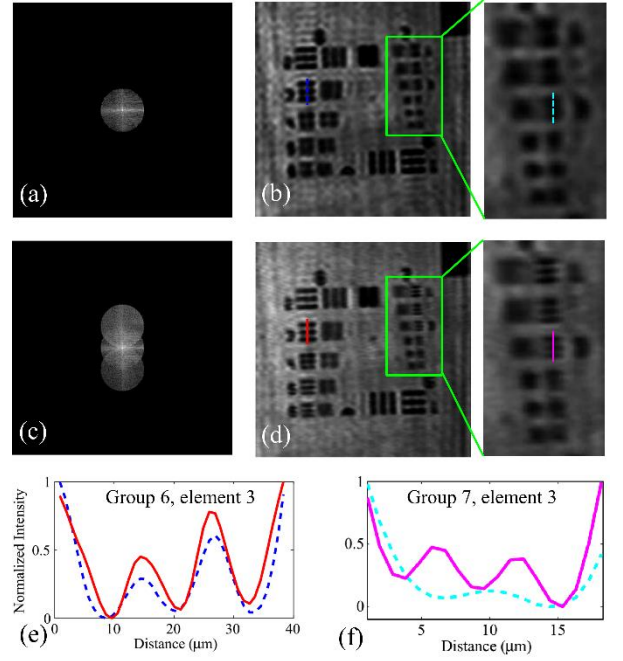 (a)
(b)
(c)
(d)
Group 6, element 3
Normalized Intensity
1
0.5
0
0 10 20 30 40
Distance (μm)
(e)
Group 7, element 3
1
0.5
0
5 10 15
Distance (μm)
(f)